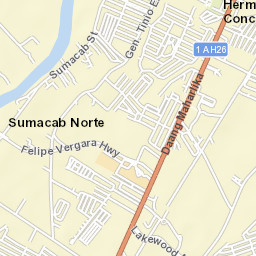 Herm
Conc
Gen. Tinio E
1 AH26
Sumacab St
Sumacab Norte
Daang Maharlika
Felipe Vergara Hwy
Lakewood A